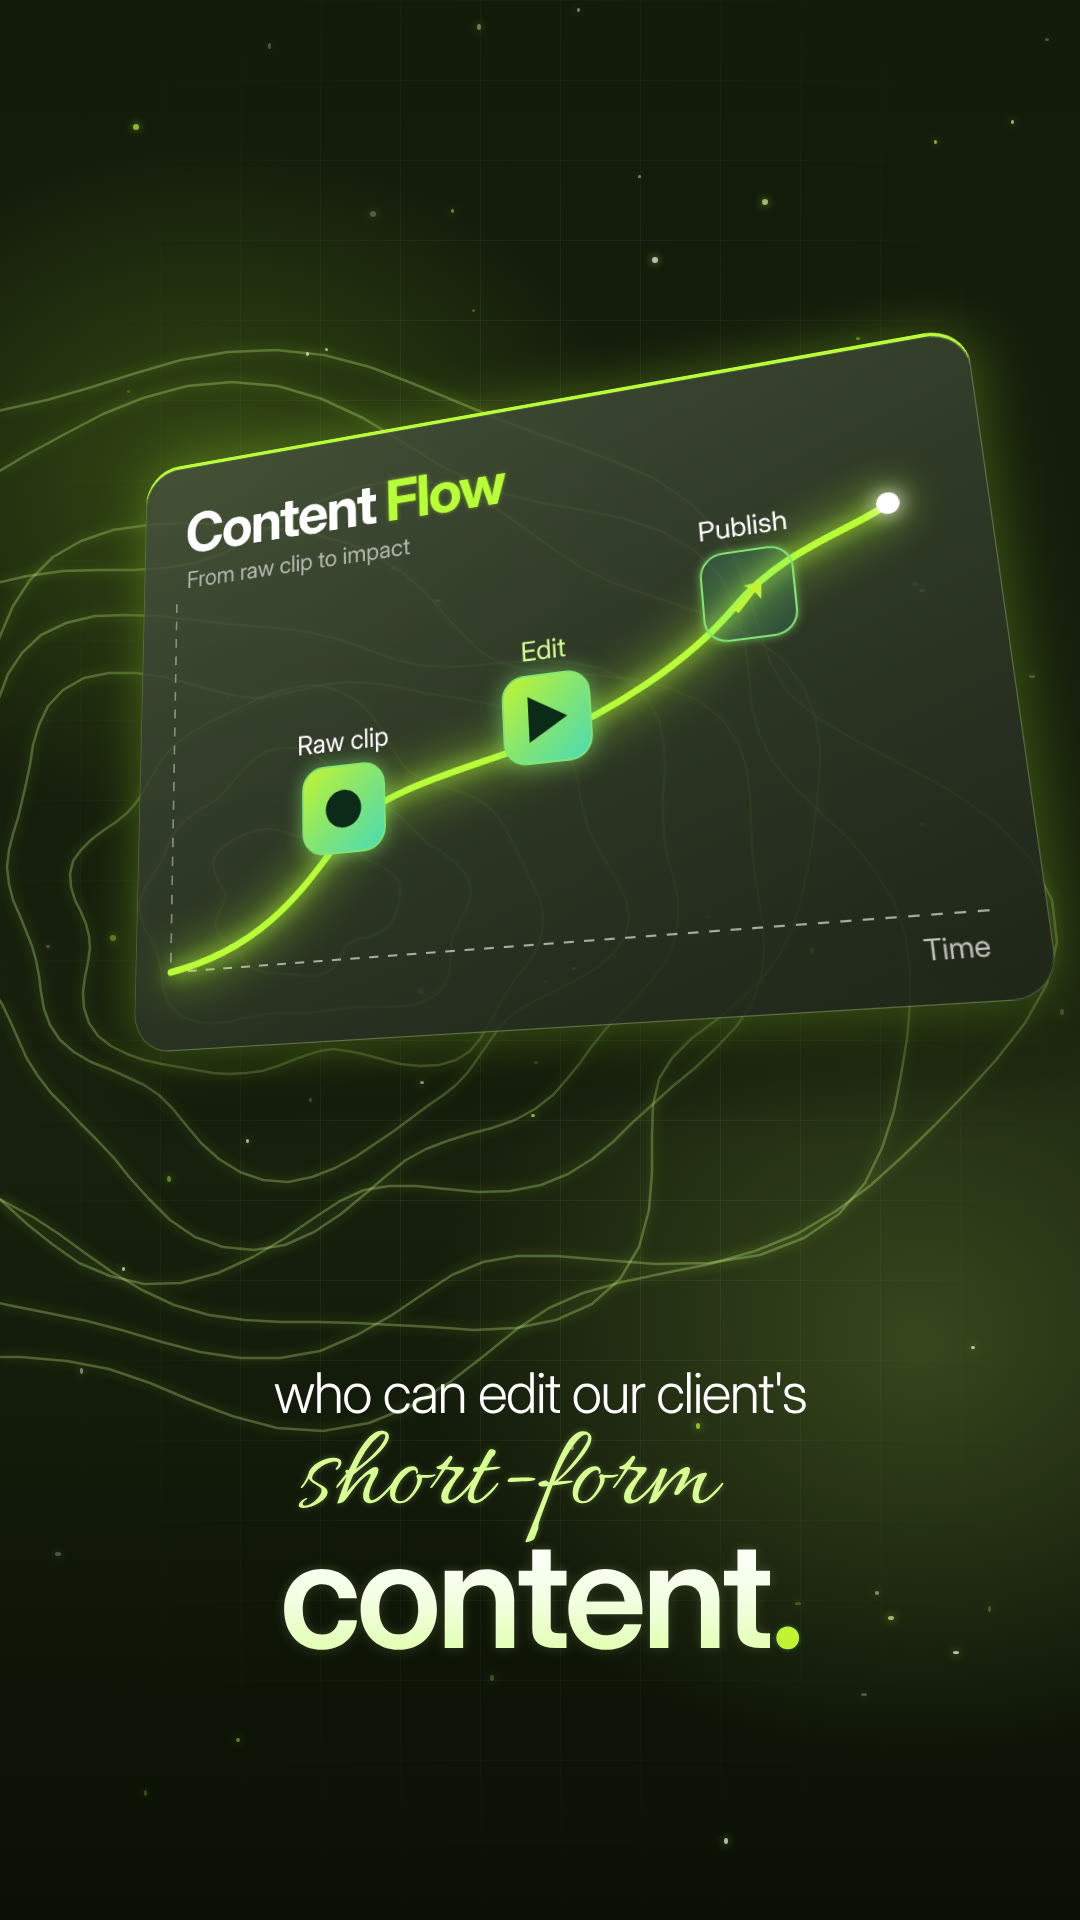 Content Flow
From raw clip to impact
Publish
Edit
Raw clip
Time
who can edit our client's
short-form
content.